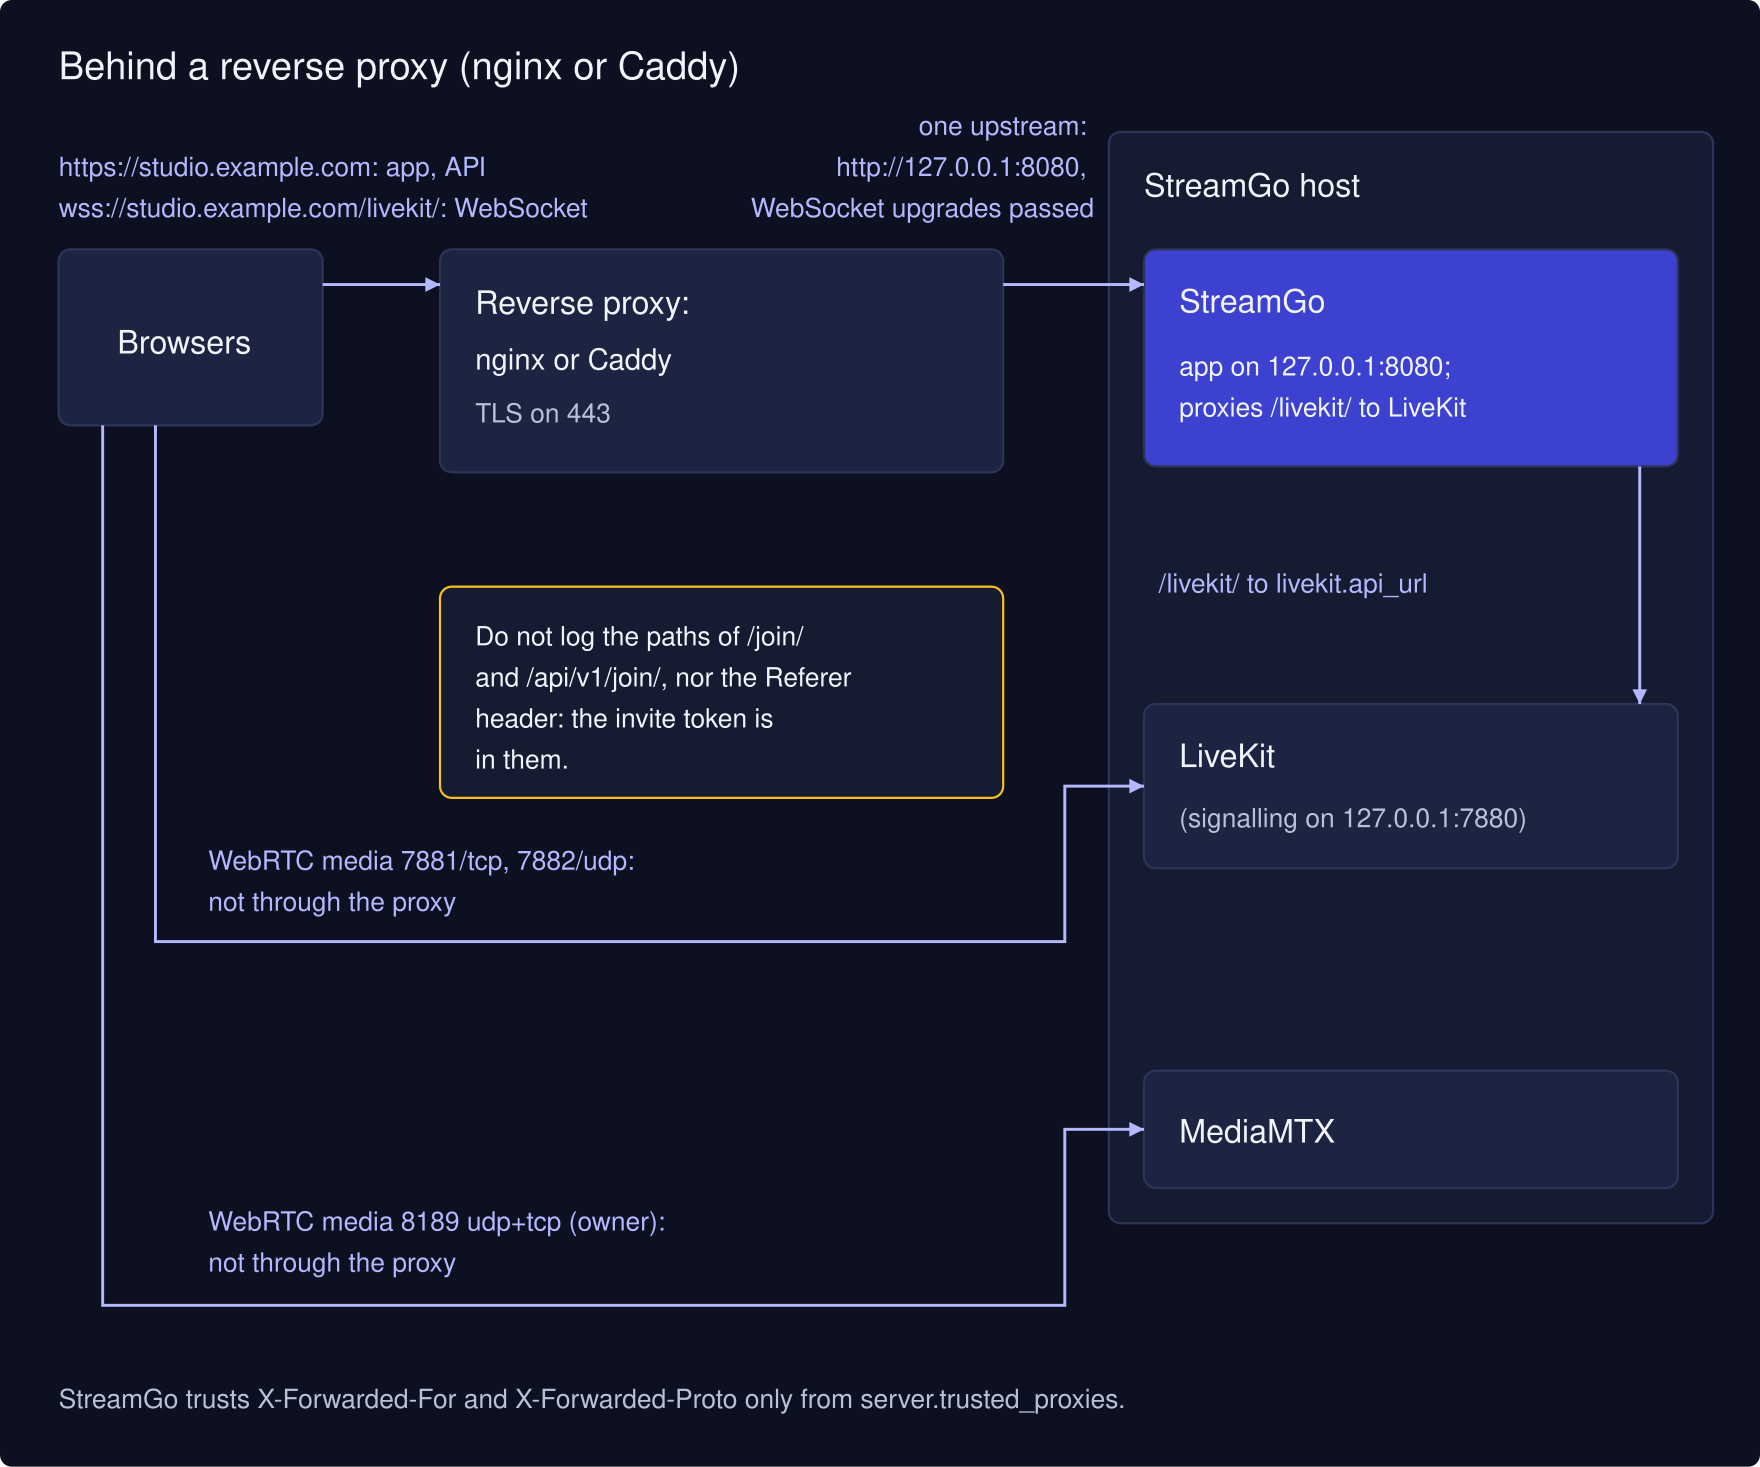 Behind a reverse proxy (nginx or Caddy)
https://studio.example.com: app, API
wss://studio.example.com/livekit/: WebSocket
one upstream:
http://127.0.0.1:8080,
WebSocket upgrades passed
StreamGo host
Browsers
Reverse proxy:
nginx or Caddy
TLS on 443
StreamGo
app on 127.0.0.1:8080;
proxies /livekit/ to LiveKit
/livekit/ to livekit.api_url
Do not log the paths of /join/
and /api/v1/join/, nor the Referer
header: the invite token is
in them.
LiveKit
(signalling on 127.0.0.1:7880)
WebRTC media 7881/tcp, 7882/udp:
not through the proxy
MediaMTX
WebRTC media 8189 udp+tcp (owner):
not through the proxy
StreamGo trusts X-Forwarded-For and X-Forwarded-Proto only from server.trusted_proxies.